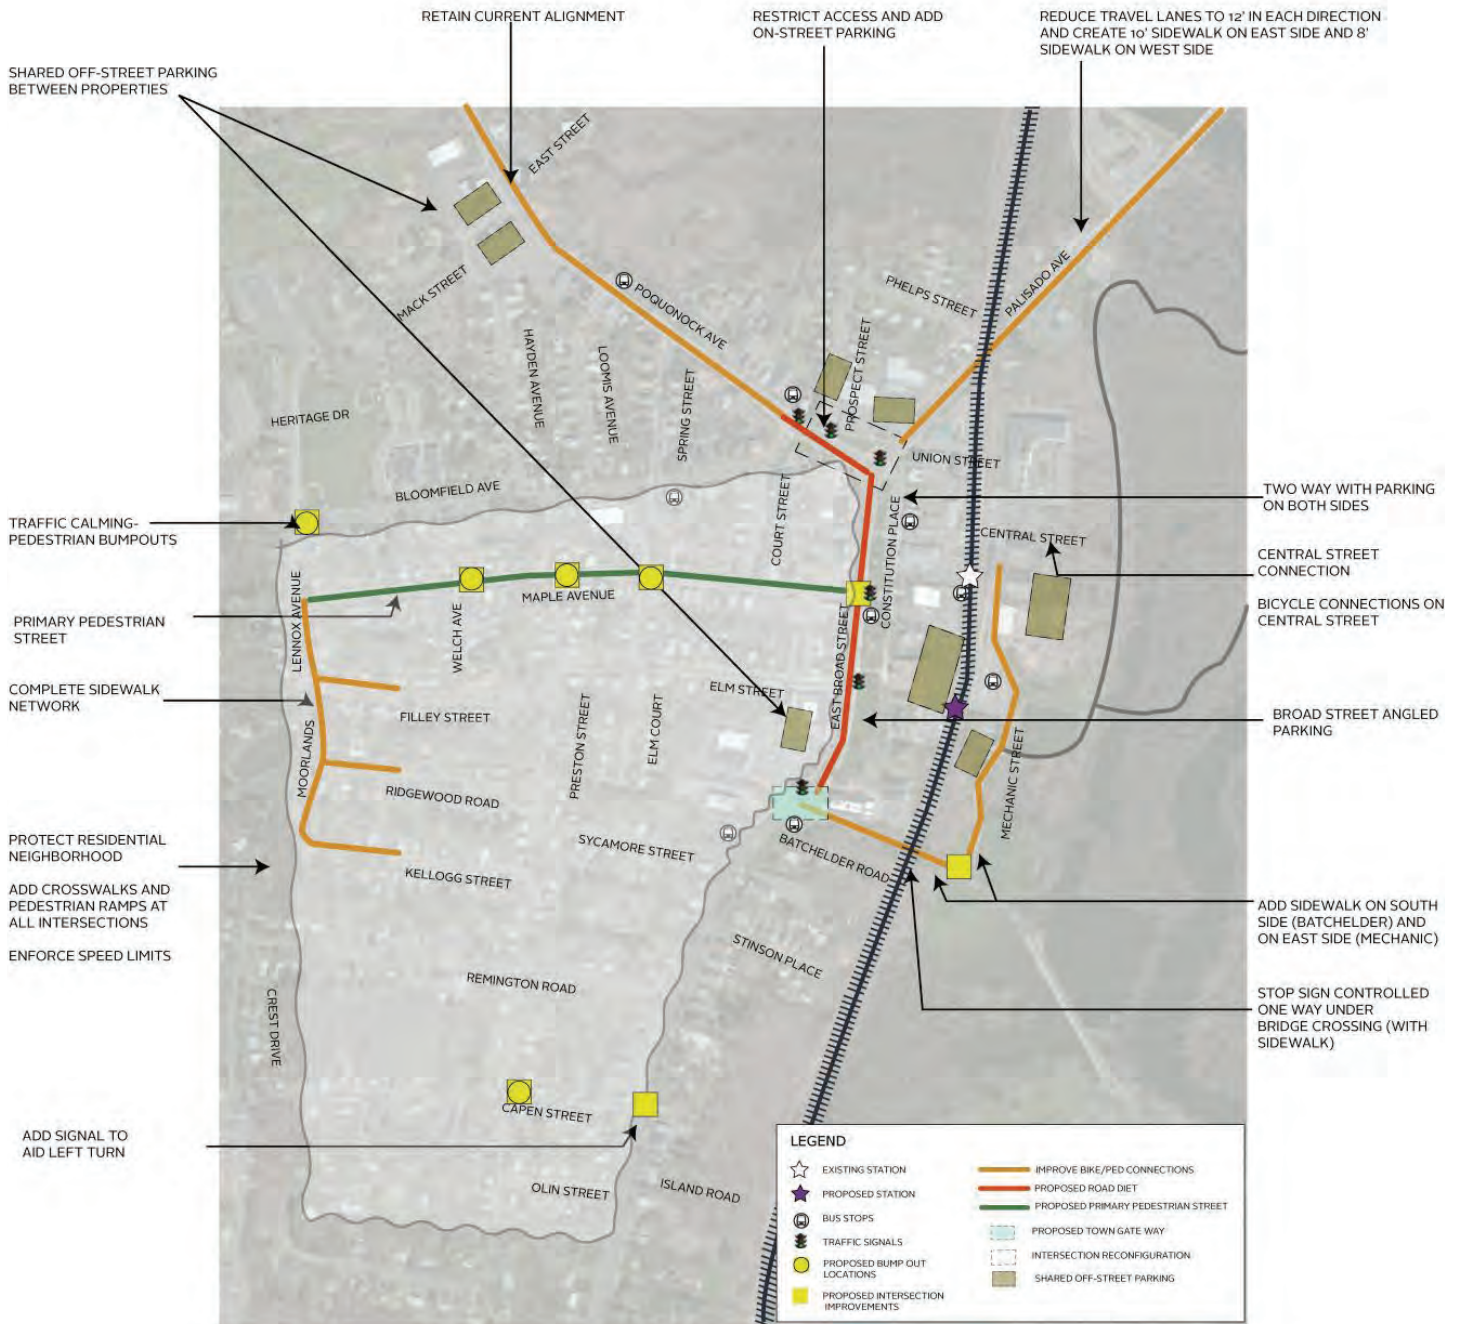 RETAIN CURRENT ALIGNMENT
RESTRICT ACCESS AND ADD
ON-STREET PARKING
REDUCE TRAVEL LANES TO 12' IN EACH DIRECTION
AND CREATE 10' SIDEWALK ON EAST SIDE AND 8'
SIDEWALK ON WEST SIDE
SHARED OFF-STREET PARKING
BETWEEN PROPERTIES
EAST STREET
MACK STREET
POQUONOCK AVE
PHELPS STREET
PALISADO AVE
HAYDEN AVENUE
LOOMIS AVENUE
SPRING STREET
PROSPECT STREET
HERITAGE DR
UNION STREET
BLOOMFIELD AVE
COURT STREET
CONSTITUTION PLACE
CENTRAL STREET
TWO WAY WITH PARKING
ON BOTH SIDES
TRAFFIC CALMING-
PEDESTRIAN BUMPOUTS
CENTRAL STREET
CONNECTION
BICYCLE CONNECTIONS ON
CENTRAL STREET
PRIMARY PEDESTRIAN
STREET
LENNOX AVENUE
WELCH AVE
MAPLE AVENUE
EAST BROAD STREET
COMPLETE SIDEWALK
NETWORK
ELM STREET
FILLEY STREET
PRESTON STREET
ELM COURT
BROAD STREET ANGLED
PARKING
MOORLANDS
RIDGEWOOD ROAD
MECHANIC STREET
PROTECT RESIDENTIAL
NEIGHBORHOOD
SYCAMORE STREET
BATCHELDER ROAD
KELLOGG STREET
ADD CROSSWALKS AND
PEDESTRIAN RAMPS AT
ALL INTERSECTIONS
ENFORCE SPEED LIMITS
ADD SIDEWALK ON SOUTH
SIDE (BATCHELDER) AND
ON EAST SIDE (MECHANIC)
STINSON PLACE
REMINGTON ROAD
CREST DRIVE
STOP SIGN CONTROLLED
ONE WAY UNDER
BRIDGE CROSSING (WITH
SIDEWALK)
CAPEN STREET
ADD SIGNAL TO
AID LEFT TURN
OLIN STREET
ISLAND ROAD
LEGEND
EXISTING STATION
PROPOSED STATION
BUS STOPS
TRAFFIC SIGNALS
PROPOSED BUMP OUT
LOCATIONS
PROPOSED INTERSECTION
IMPROVEMENTS
IMPROVE BIKE/PED CONNECTIONS
PROPOSED ROAD DIET
PROPOSED PRIMARY PEDESTRIAN STREET
PROPOSED TOWN GATE WAY
INTERSECTION RECONFIGURATION
SHARED OFF-STREET PARKING